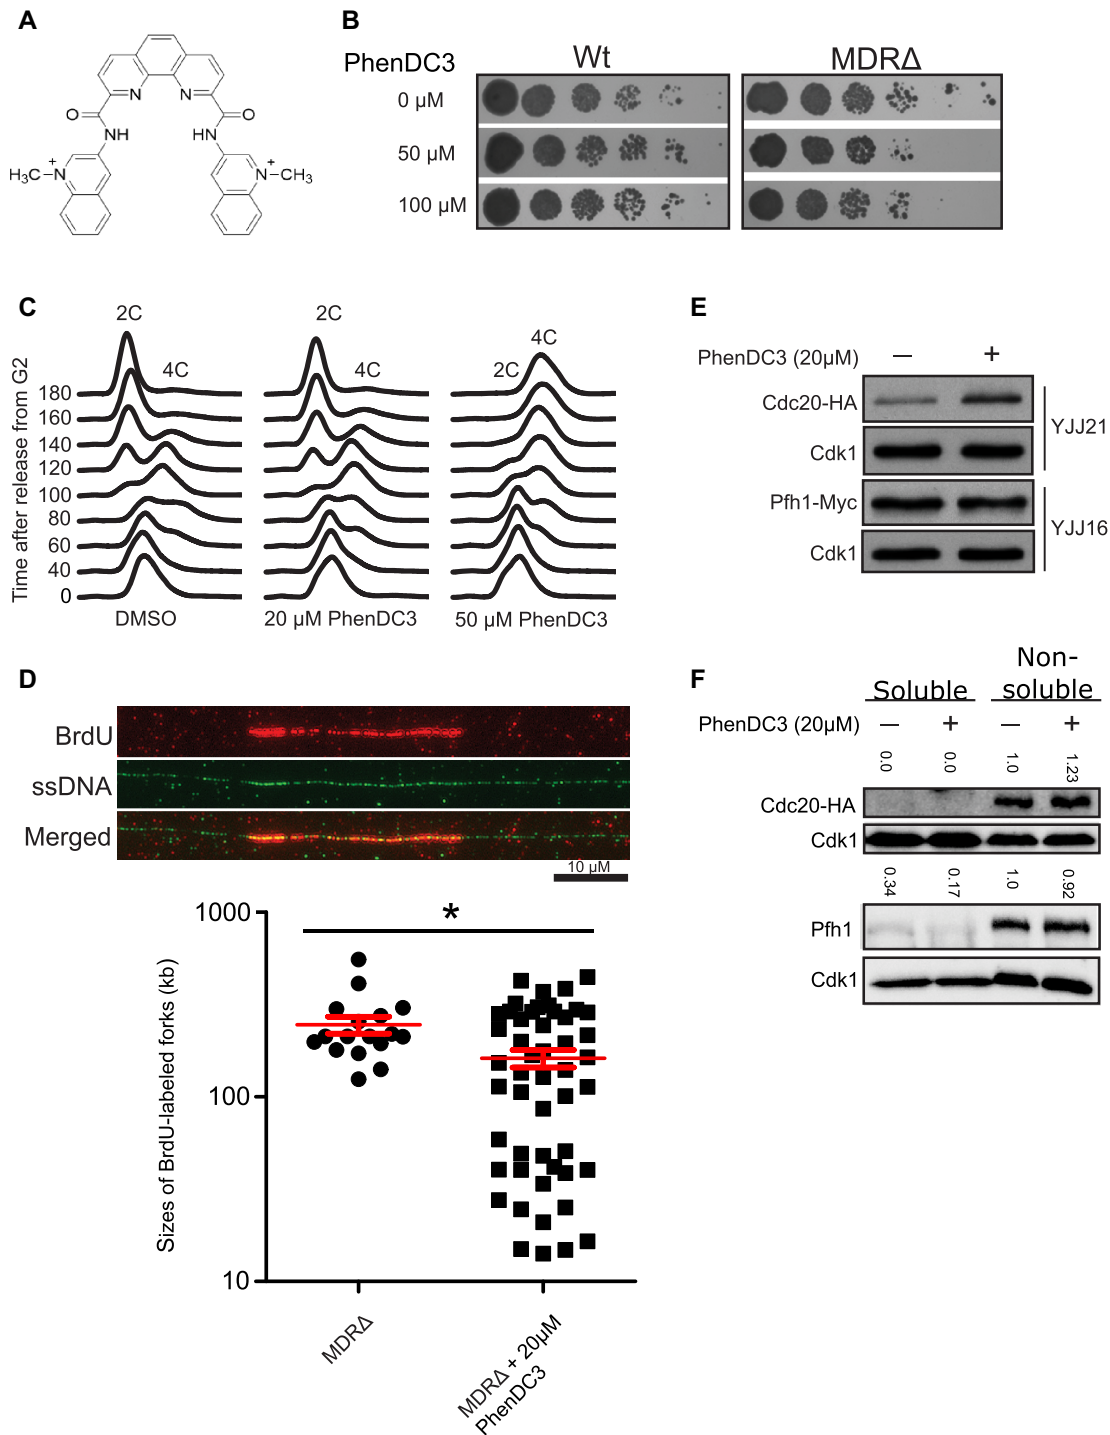 A
N
N
O
O
NH
HN
+
+
H3C
N
N
CH3
B
PhenDC3
Wt
MDRΔ
0 µM
50 µM
100 µM
C
2C
4C
2C
4C
4C
2C
Time after release from G2
180
160
140
120
100
80
60
40
0
DMSO
20 µM PhenDC3
50 µM PhenDC3
D
BrdU
ssDNA
Merged
10 µM
*
Sizes of BrdU-labeled forks (kb)
1000
100
10
MDRΔ
MDRΔ + 20µM
PhenDC3
E
PhenDC3 (20µM) — +
Cdc20-HA
Cdk1
YJJ21
Pfh1-Myc
Cdk1
YJJ16
F
Soluble
Non-
soluble
PhenDC3 (20µM) — + — +
0.0 0.0 1.0 1.23
Cdc20-HA
Cdk1
0.34 0.17 1.0 0.92
Pfh1
Cdk1